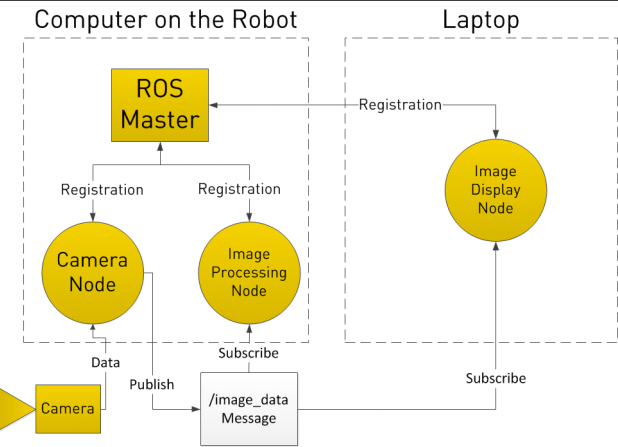 Computer on the Robot
Laptop
ROS
Master
Registration
Image
Display
Node
Registration
Registration
Camera
Node
Image
Processing
Node
Data
Subscribe
Publish
Subscribe
Camera
/image_data
Message